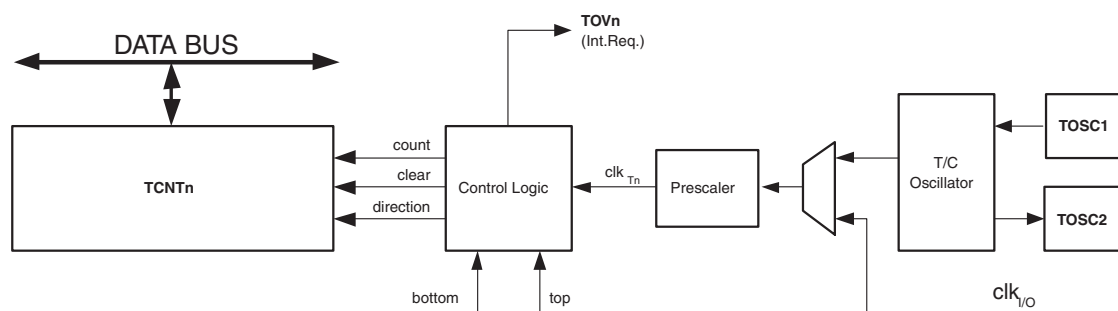 DATA BUS
TOVn
(Int.Req.)
TCNTn
count
clear
direction
Control Logic
clk Tn
Prescaler
T/C
Oscillator
TOSC1
TOSC2
bottom
top
clk I/O